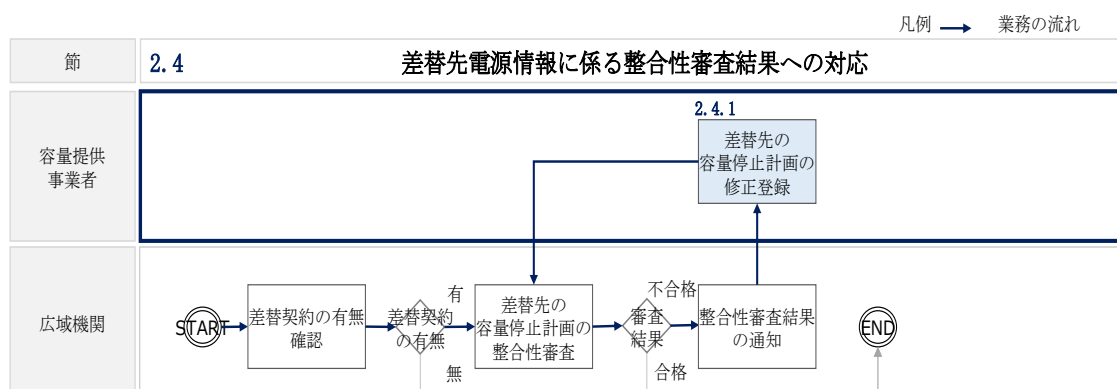 凡例 業務の流れ
節
2.4 差替先電源情報に係る整合性審査結果への対応
容量提供
事業者
2.4.1
差替先の
容量停止計画の
修正登録
広域機関
START
差替契約の有無
確認
差替契約
の有無
有
無
差替先の
容量停止計画の
整合性審査
審査
結果
不合格
合格
整合性審査結果
の通知
END